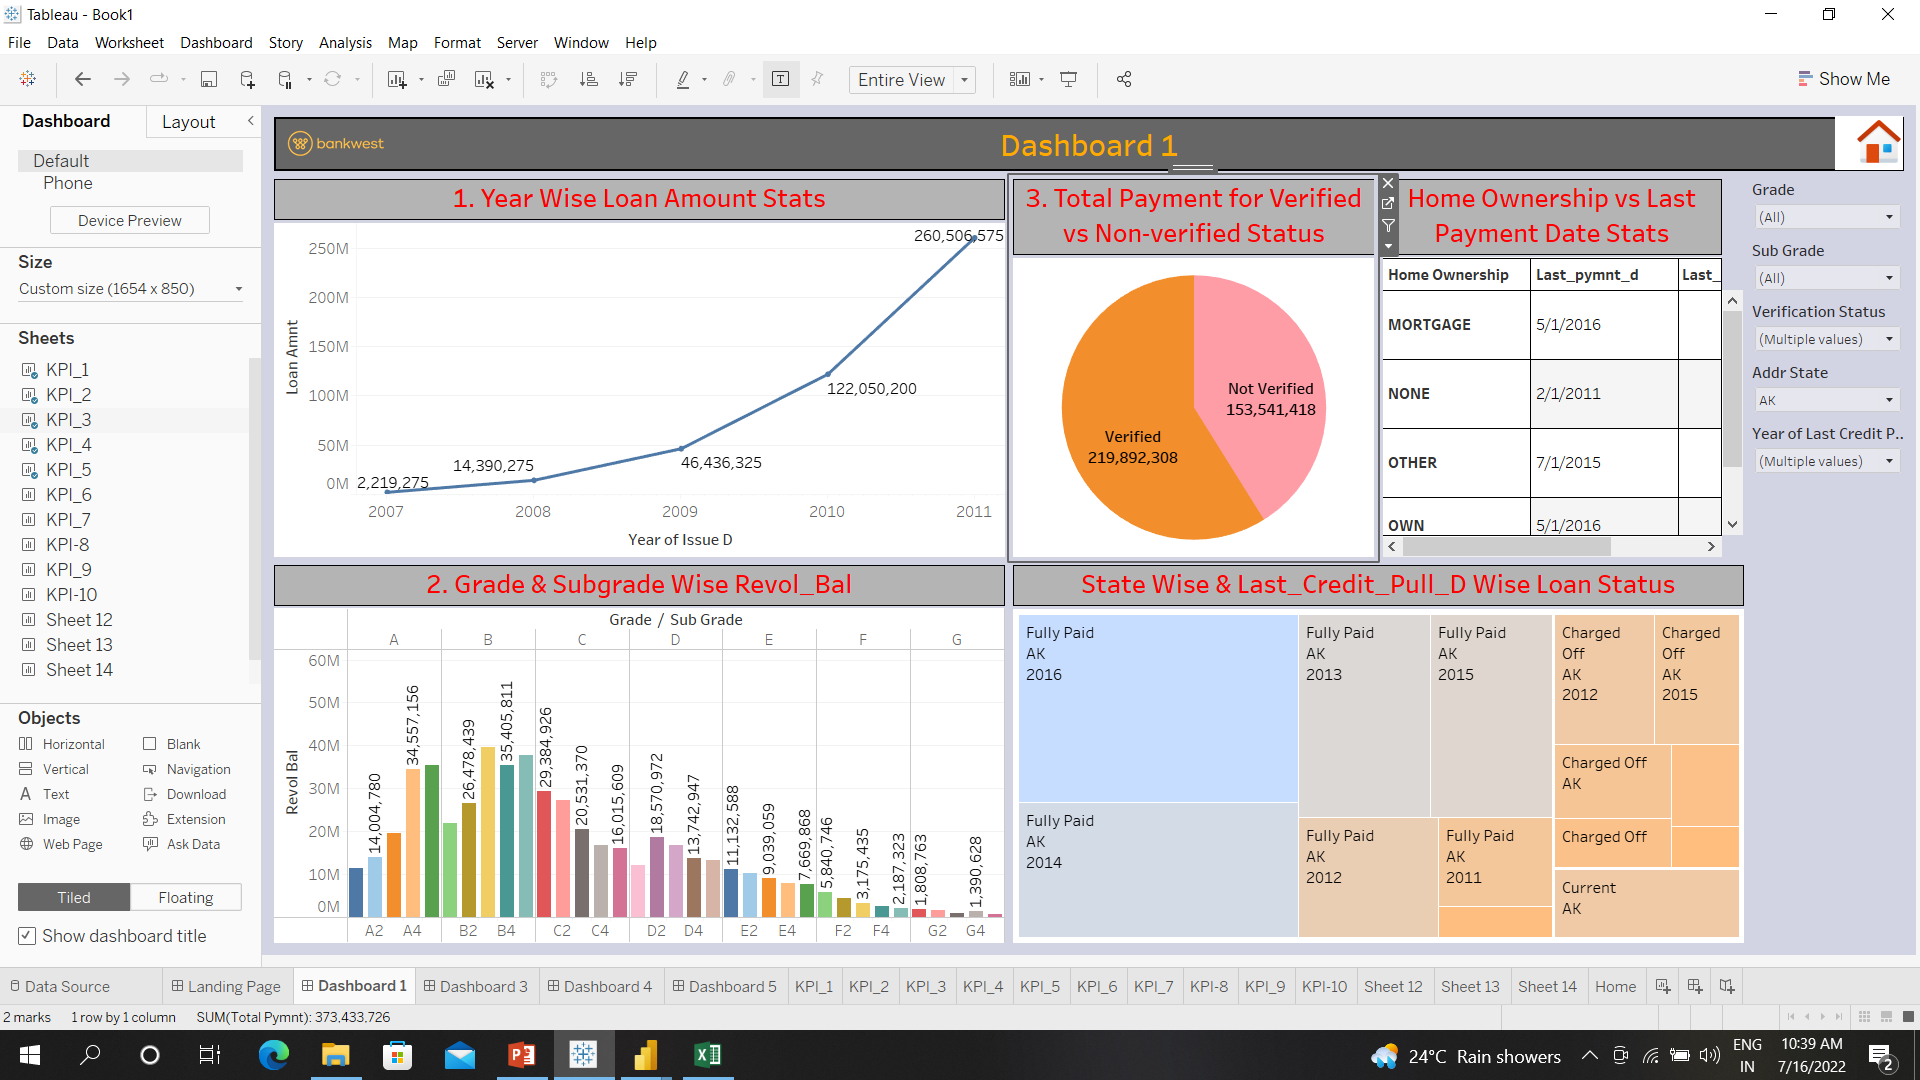 Tableau - Book1
File Data Worksheet Dashboard Story Analysis Map Format Server Window Help
Entire View
Show Me
Dashboard Layout
Default
Phone
Device Preview
Size
Custom size (1654 x 850)
Sheets
KPI_1
KPI_2
KPI_3
KPI_4
KPI_5
KPI_6
KPI_7
KPI-8
KPI_9
KPI-10
Sheet 12
Sheet 13
Sheet 14
Objects
Horizontal Blank
Vertical Navigation
Text Download
Image Extension
Web Page Ask Data
Tiled Floating
Show dashboard title
bankwest
Dashboard 1
1. Year Wise Loan Amount Stats
Loan Amnt
250M
200M
150M
100M
50M
0M
2,219,275
14,390,275
46,436,325
122,050,200
260,506,575
2007 2008 2009 2010 2011
Year of Issue D
3. Total Payment for Verified
vs Non-verified Status
Not Verified
153,541,418
Verified
219,892,308
Home Ownership vs Last
Payment Date Stats
Home Ownership Last_pymnt_d Last_
MORTGAGE 5/1/2016
NONE 2/1/2011
OTHER 7/1/2015
OWN 5/1/2016
Grade
(All)
Sub Grade
(All)
Verification Status
(Multiple values)
Addr State
AK
Year of Last Credit P..
(Multiple values)
2. Grade & Subgrade Wise Revol_Bal
Grade / Sub Grade
A B C D E F G
Revol Bal
60M
50M
40M
30M
20M
10M
0M
14,004,780
34,557,156
26,478,439
35,405,811
29,384,926
20,531,370
16,015,609
18,570,972
13,742,947
11,132,588
9,039,059
7,669,868
5,840,746
3,175,435
2,187,323
1,808,763
1,390,628
A2 A4 B2 B4 C2 C4 D2 D4 E2 E4 F2 F4 G2 G4
State Wise & Last_Credit_Pull_D Wise Loan Status
Fully Paid
AK
2016
Fully Paid
AK
2014
Fully Paid
AK
2013
Fully Paid
AK
2015
Fully Paid
AK
2012
Fully Paid
AK
2011
Charged
Off
AK
2012
Charged
Off
AK
2015
Charged Off
AK
Charged Off
Current
AK
Data Source Landing Page Dashboard 1 Dashboard 3 Dashboard 4 Dashboard 5 KPI_1 KPI_2 KPI_3 KPI_4 KPI_5 KPI_6 KPI_7 KPI-8 KPI_9 KPI-10 Sheet 12 Sheet 13 Sheet 14 Home
2 marks 1 row by 1 column SUM(Total Pymnt): 373,433,726
24°C Rain showers
ENG
IN
10:39 AM
7/16/2022
2